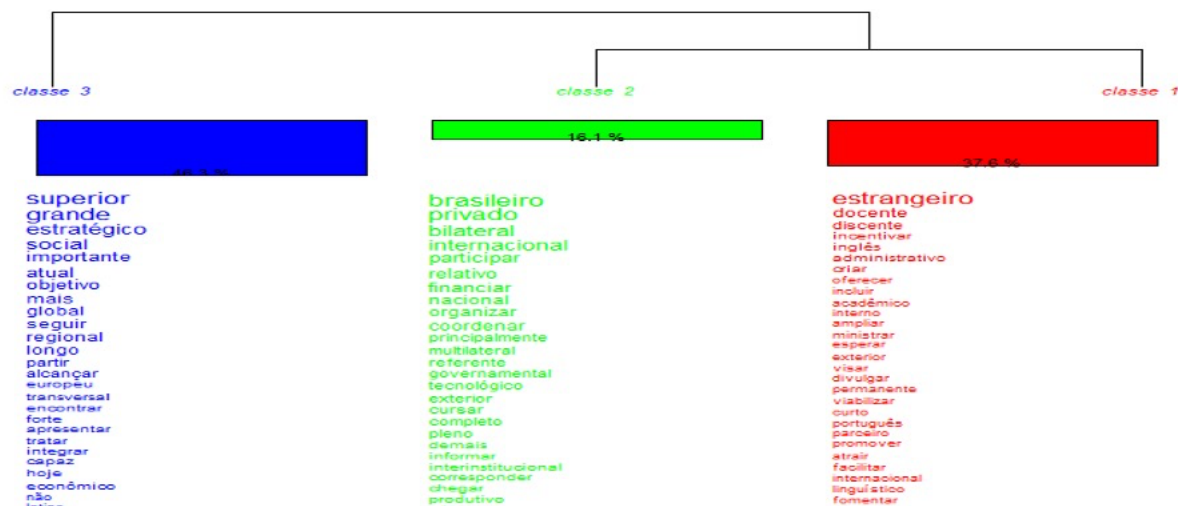 classe 3
classe 2
classe 1
46.3 %
16.1 %
37.6 %
superior
grande
estratégico
social
importante
atual
objetivo
mais
global
seguir
regional
longo
partir
alcançar
européu
transversal
encontrar
forte
apresentar
tratar
integrar
capaz
hoje
econômico
não
brasileiro
privado
bilateral
internacional
participar
relativo
financiar
nacional
organizar
coordenar
principalmente
multilateral
referente
governamental
tecnológico
exterior
cursar
completo
pleno
demais
informar
interinstitucional
corresponder
chegar
produtivo
estrangeiro
docente
discente
incentivar
inglês
administrativo
criar
oferecer
incluir
acadêmico
interno
ampliar
ministrar
esperar
exterior
visar
divulgar
permanente
viabilizar
curto
português
parceiro
promover
atrair
facilitar
internacional
linguístico
fomentar